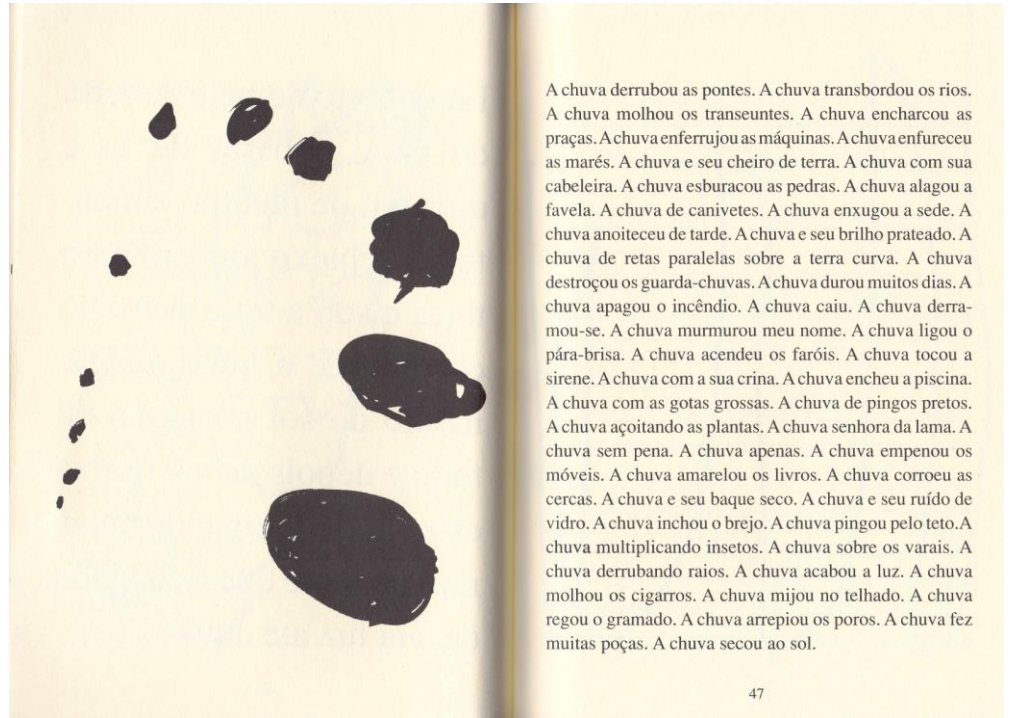 A chuva derrubou as pontes. A chuva transbordou os rios.
A chuva molhou os transeuntes. A chuva encharcou as
praças. A chuva enferrujou as máquinas. A chuva enfureceu
as marés. A chuva e seu cheiro de terra. A chuva com sua
cabeleira. A chuva esburacou as pedras. A chuva alagou a
favela. A chuva de canivetes. A chuva enxugou a sede. A
chuva anoiteceu de tarde. A chuva e seu brilho prateado. A
chuva de retas paralelas sobre a terra curva. A chuva
destroçou os guarda-chuvas. A chuva durou muitos dias. A
chuva apagou o incêndio. A chuva caiu. A chuva derra-
mou-se. A chuva murmurou meu nome. A chuva ligou o
pára-brisa. A chuva acendeu os faróis. A chuva tocou a
sirene. A chuva com a sua crina. A chuva encheu a piscina.
A chuva com as gotas grossas. A chuva de pingos pretos.
A chuva açoitando as plantas. A chuva senhora da lama. A
chuva sem pena. A chuva apenas. A chuva empenou os
móveis. A chuva amarelou os livros. A chuva corroeu as
cercas. A chuva e seu baque seco. A chuva e seu ruído de
vidro. A chuva inchou o brejo. A chuva pingou pelo teto.A
chuva multiplicando insetos. A chuva sobre os varais. A
chuva derrubando raios. A chuva acabou a luz. A chuva
molhou os cigarros. A chuva mijou no telhado. A chuva
regou o gramado. A chuva arrepiou os poros. A chuva fez
muitas poças. A chuva secou ao sol.
47